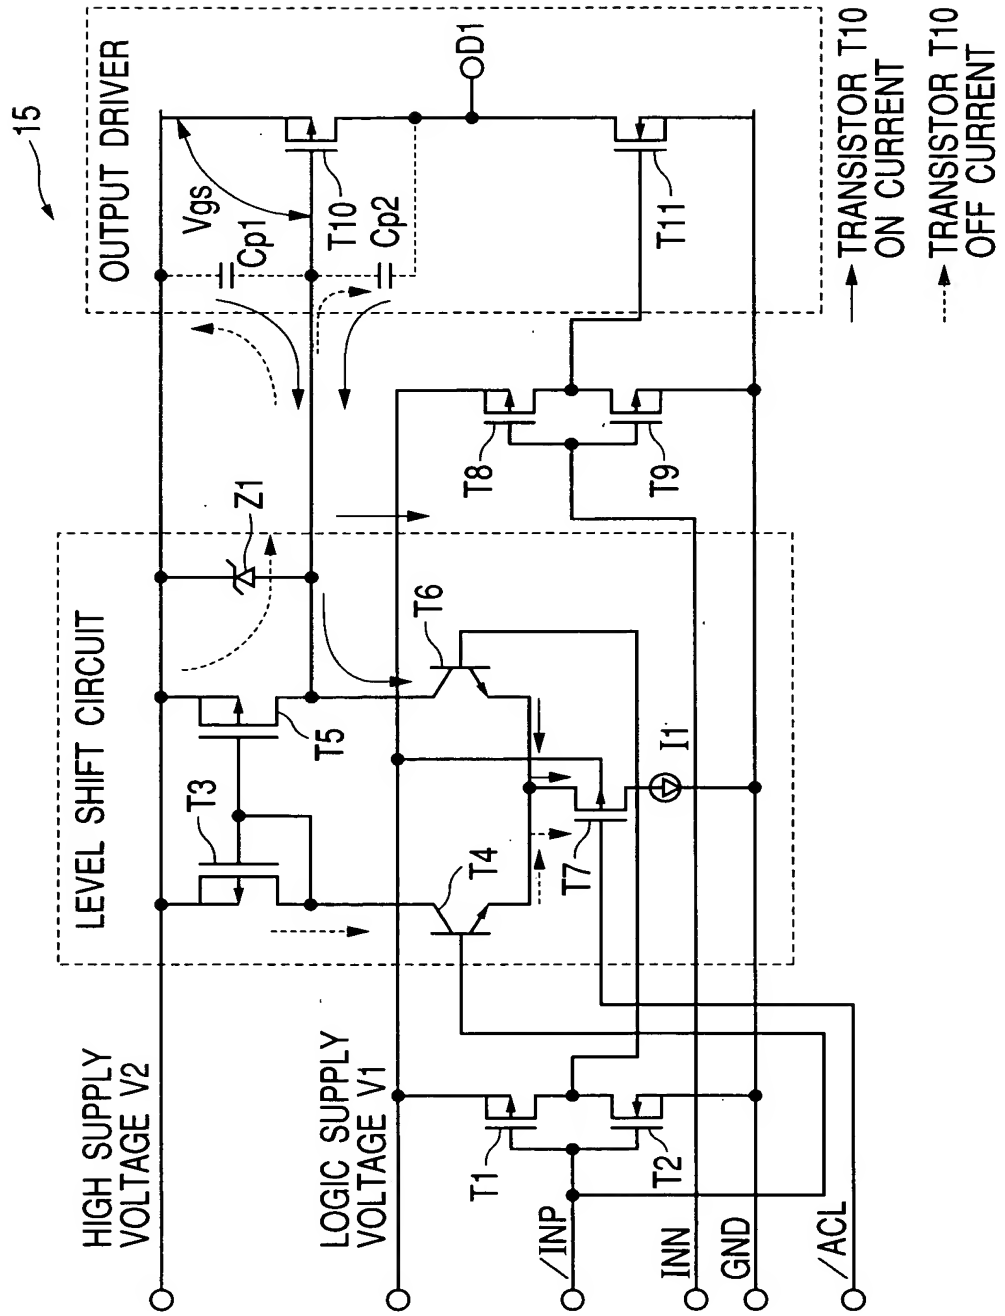 15
OUTPUT DRIVER
Vgs
Cp1
T10
Cp2
D1
T11
T8
T9
LEVEL SHIFT CIRCUIT
Z1
T3
T5
T4
T6
T7
I1
HIGH SUPPLY
VOLTAGE V2
LOGIC SUPPLY
VOLTAGE V1
T1
T2
/INP
INN
GND
/ACL
TRANSISTOR T10
ON CURRENT
TRANSISTOR T10
OFF CURRENT